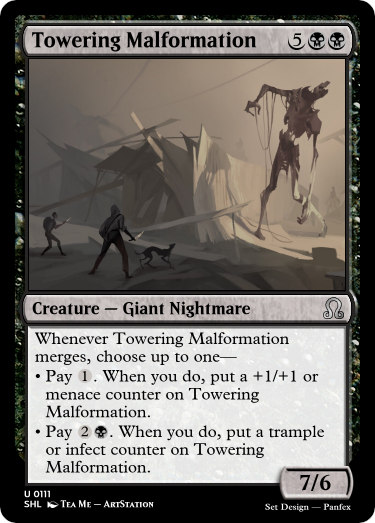 Towering Malformation 5
Creature — Giant Nightmare
Whenever Towering Malformation
merges, choose up to one—
• Pay 1. When you do, put a +1/+1 or
menace counter on Towering
Malformation.
• Pay 2. When you do, put a trample
or infect counter on Towering
Malformation.
7/6
U 0111
SHL Tea Me — ArtStation
Set Design — Panfex